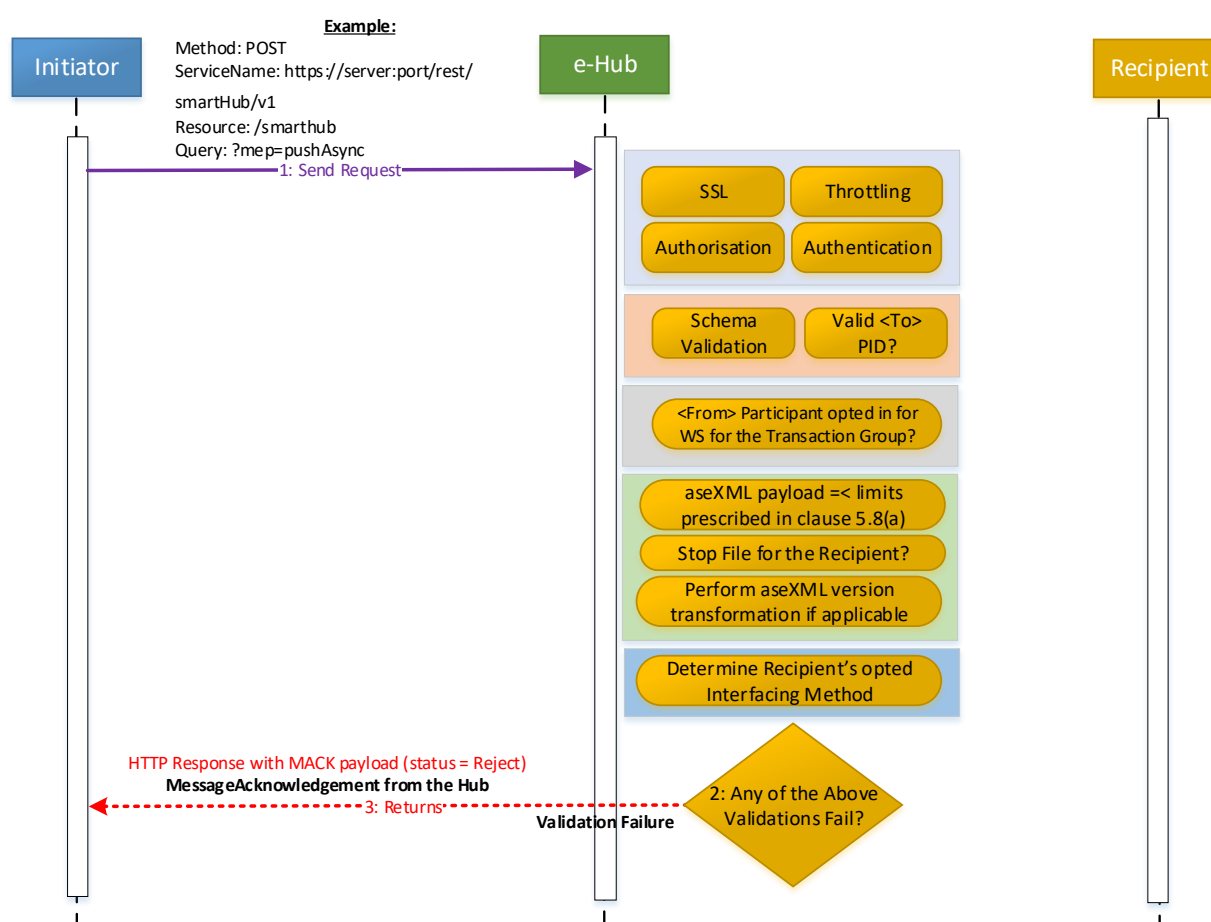 Example:
Method: POST
ServiceName: https://server:port/rest/
smartHub/v1
Resource: /smarthub
Query: ?mep=pushAsync
Initiator
e-Hub
Recipient
1: Send Request
SSL
Throttling
Authorisation
Authentication
Schema
Validation
Valid <To>
PID?
<From> Participant opted in for
WS for the Transaction Group?
aseXML payload =< limits
prescribed in clause 5.8(a)
Stop File for the Recipient?
Perform aseXML version
transformation if applicable
Determine Recipient's opted
Interfacing Method
2: Any of the Above
Validations Fail?
HTTP Response with MACK payload (status = Reject)
MessageAcknowledgement from the Hub
3: Returns
Validation Failure